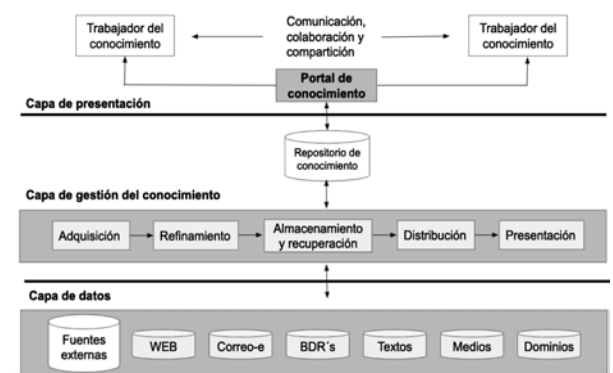 Trabajador del
conocimiento
Comunicación,
colaboración y
compartición
Trabajador del
conocimiento
Portal de
conocimiento
Capa de presentación
Repositorio de
conocimiento
Capa de gestión del conocimiento
Adquisición
Refinamiento
Almacenamiento
y recuperación
Distribución
Presentación
Capa de datos
Fuentes
externas
WEB
Correo-e
BDR´s
Textos
Medios
Dominios